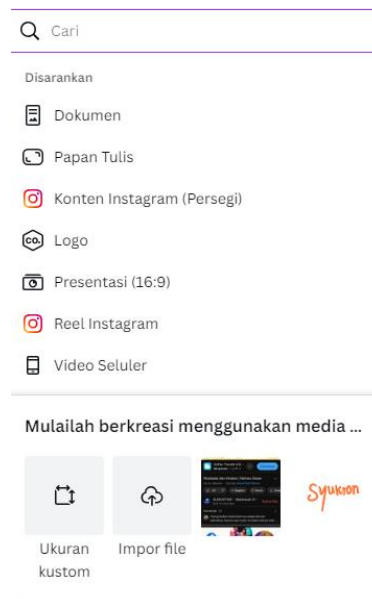 Cari
Disarankan
Dokumen
Papan Tulis
Konten Instagram (Persegi)
CO.
Logo
Presentasi (16:9)
Reel Instagram
Video Seluler
Mulailah berkreasi menggunakan media ...
Syukron
Ukuran
kustom
Impor file